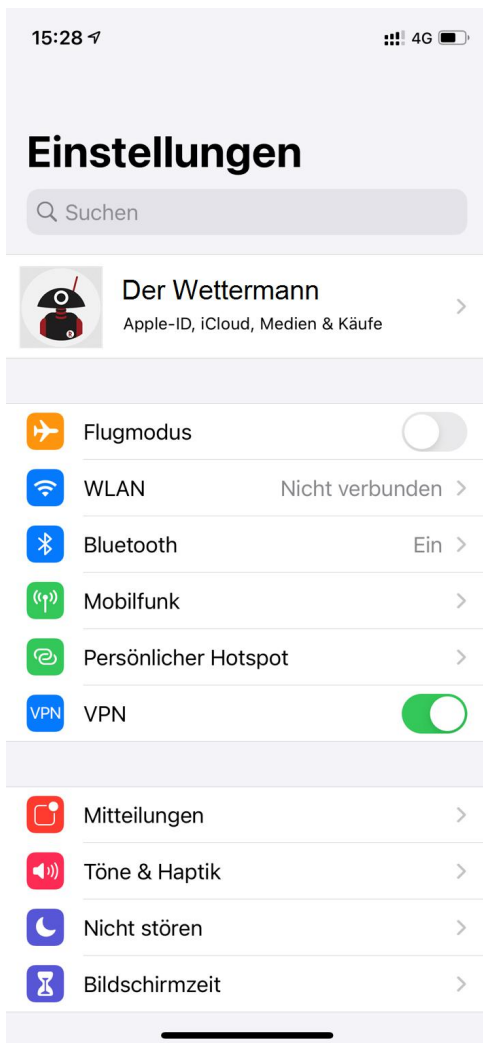 15:28
4G
Einstellungen
Suchen
Der Wettermann
Apple-ID, iCloud, Medien & Käufe
Flugmodus
WLAN Nicht verbunden
Bluetooth Ein
Mobilfunk
Persönlicher Hotspot
VPN VPN
Mitteilungen
Töne & Haptik
Nicht stören
Bildschirmzeit